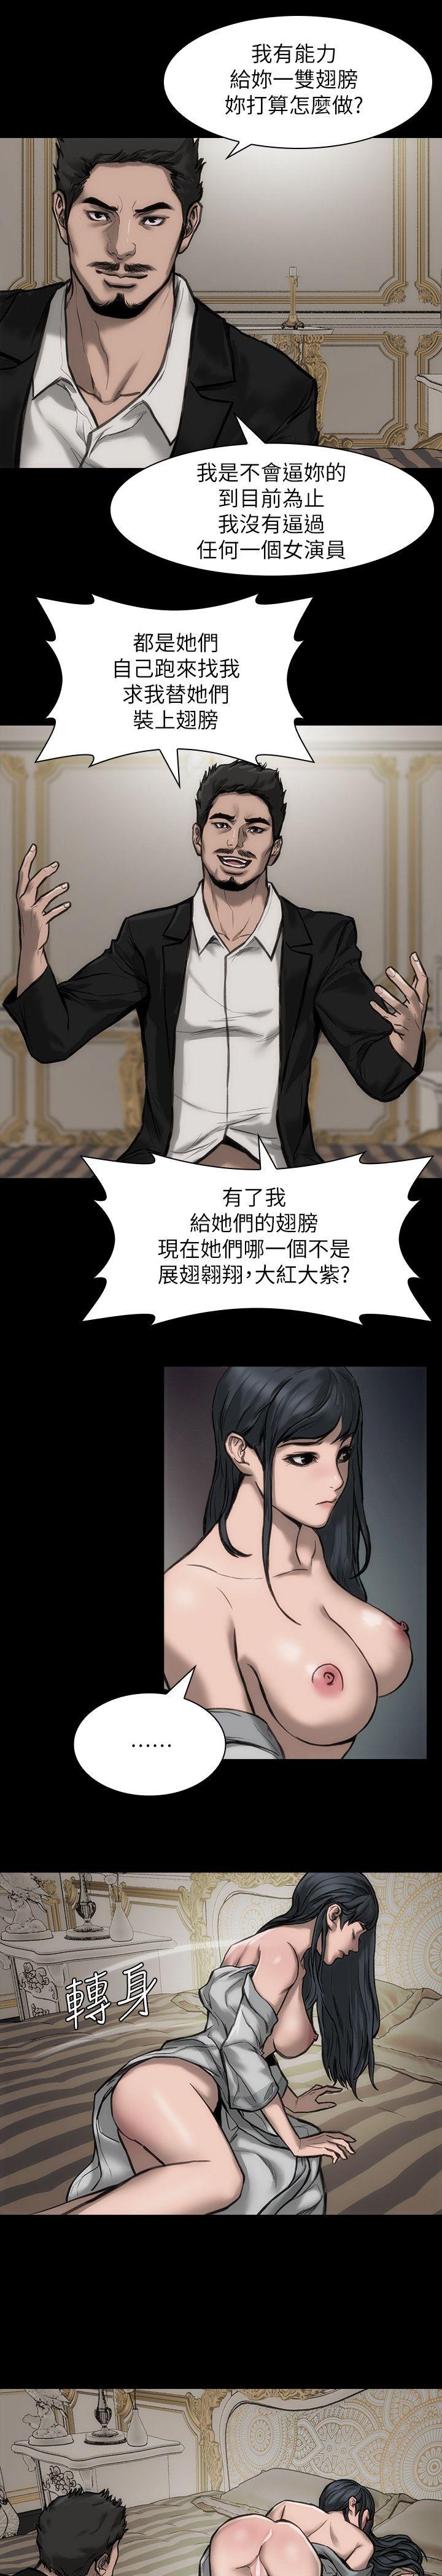 我有能力
給妳一雙翅膀
妳打算怎麼做?
我是不會逼妳的
到目前為止
我沒有逼過
任何一個女演員
都是她們
自己跑來找我
求我替她們
裝上翅膀
有了我
給她們的翅膀
現在她們哪一個不是
展翅翱翔,大紅大紫?
……
轉身